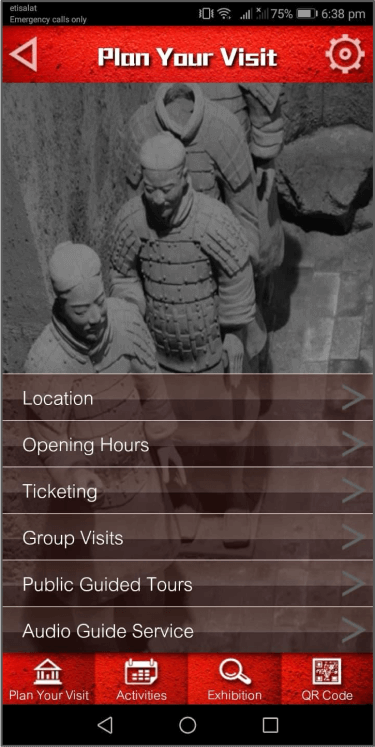 etisalat
Emergency calls only
75% 6:38 pm
Plan Your Visit
Location
Opening Hours
Ticketing
Group Visits
Public Guided Tours
Audio Guide Service
Plan Your Visit
Activities
Exhibition
QR Code